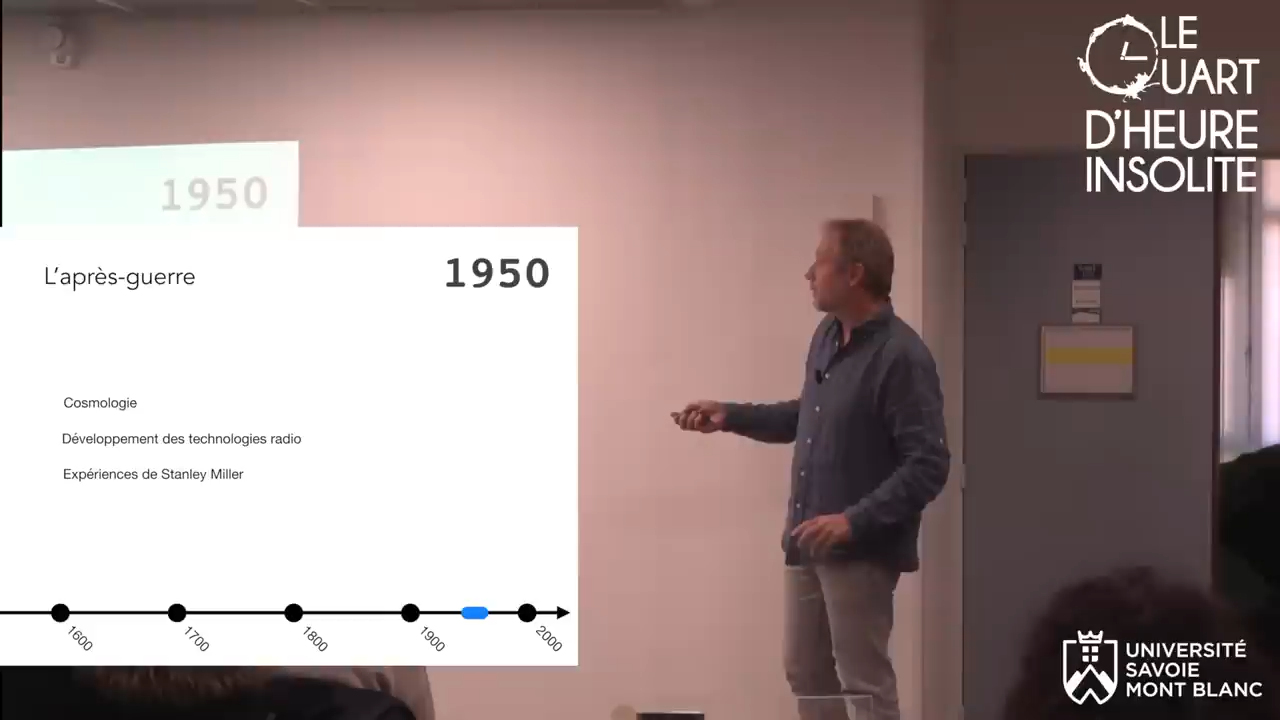 LE
QUART
D'HEURE
INSOLITE
1950
L'après-guerre
1950
Cosmologie
Développement des technologies radio
Expériences de Stanley Miller
1600
1700
1800
1900
2000
UNIVERSITÉ
SAVOIE
MONT BLANC